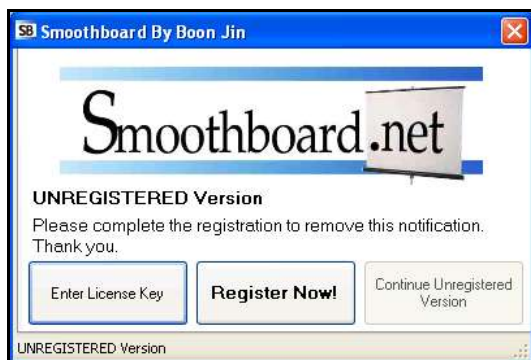 SB Smoothboard By Boon Jin
Smoothboard.net
UNREGISTERED Version
Please complete the registration to remove this notification.
Thank you.
Enter License Key
Register Now!
Continue Unregistered
Version
UNREGISTERED Version